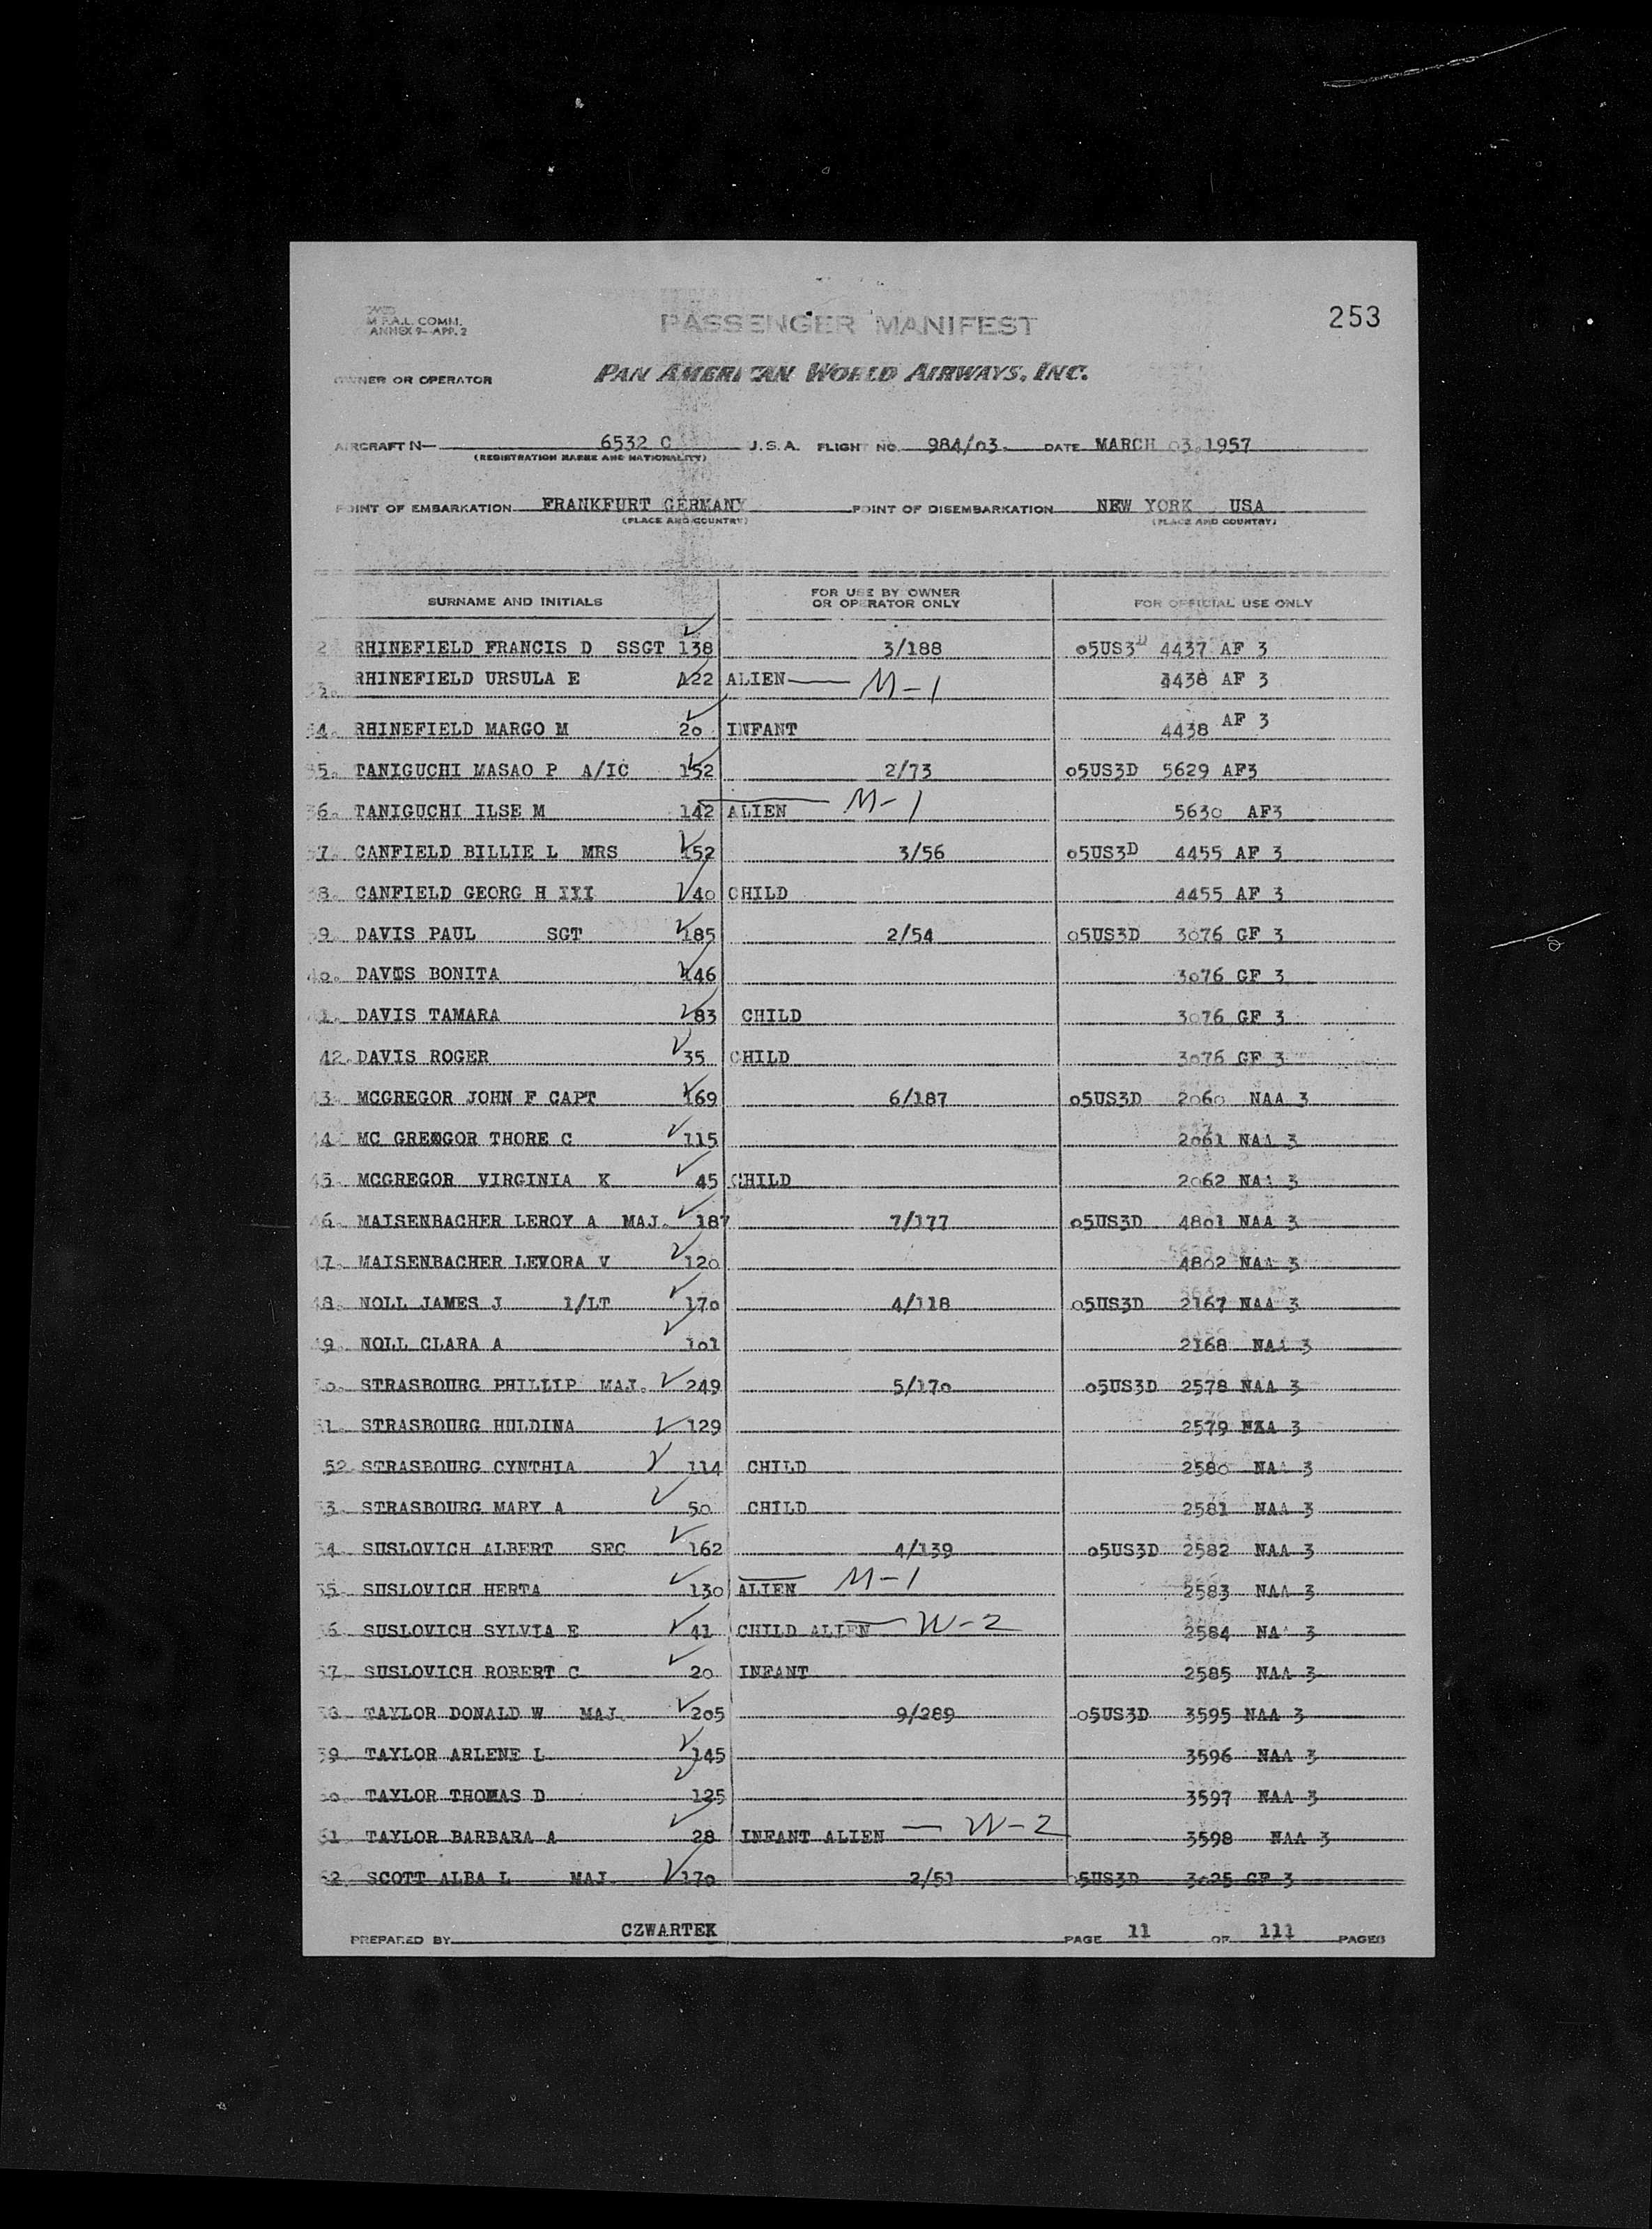 M.P.A.L. COMM.
ANNEX 9- APP. 2
PASSENGER MANIFEST
253
OWNER OR OPERATOR
PAN AMERICAN WORLD AIRWAYS, INC.
AIRCRAFT N— 6532 C U.S.A. FLIGHT NO. 984/03. DATE MARCH 03.1957
(REGISTRATION MARKS AND NATIONALITY)
POINT OF EMBARKATION FRANKFURT GERMANY POINT OF DISEMBARKATION NEW YORK USA
(PLACE AND COUNTRY) (PLACE AND COUNTRY)
SURNAME AND INITIALS FOR USE BY OWNER OR OPERATOR ONLY FOR OFFICIAL USE ONLY
2 RHINEFIELD FRANCIS D SSGT 138 3/188 05US3D 4437 AF 3
33. RHINEFIELD URSULA E 122 ALIEN — M-1 4438 AF 3
34. RHINEFIELD MARGO M 20 INFANT 4438 AF 3
35. TANIGUCHI MASAO P A/IC 152 2/73 05US3D 5629 AF3
36. TANIGUCHI ILSE M 142 ALIEN — M-1 5630 AF3
37. CANFIELD BILLIE L MRS 152 3/56 05US3D 4455 AF 3
38. CANFIELD GEORG H III 40 CHILD 4455 AF 3
39. DAVIS PAUL SGT 185 2/54 05US3D 3076 GF 3
40. DAVIS BONITA 146 3076 GF 3
41. DAVIS TAMARA 83 CHILD 3076 GF 3
42. DAVIS ROGER 35 CHILD 3076 GF 3
43. MCGREGOR JOHN F CAPT 169 6/187 05US3D 2060 NAA 3
44. MC GREGOR THORE C 115 2061 NAA 3
45. MCGREGOR VIRGINIA K 45 CHILD 2062 NAA 3
46. MAISENBACHER LEROY A MAJ. 187 7/177 05US3D 4801 NAA 3
47. MAISENBACHER LEVORA V 120 4802 NAA 3
48. NOLL JAMES J 1/LT 170 4/118 05US3D 2167 NAA 3
49. NOLL CLARA A 101 2168 NAA 3
50. STRASBOURG PHILLIP MAJ. 249 5/170 05US3D 2578 NAA 3
51. STRASBOURG HULDINA 129 2579 NAA 3
52. STRASBOURG CYNTHIA 114 CHILD 2580 NAA 3
53. STRASBOURG MARY A 50 CHILD 2581 NAA 3
54. SUSLOVICH ALBERT SFC 162 4/139 05US3D 2582 NAA 3
55. SUSLOVICH HERTA 130 ALIEN M-1 2583 NAA 3
56. SUSLOVICH SYLVIA E 41 CHILD ALIEN — W-2 2584 NAA 3
57. SUSLOVICH ROBERT C 20 INFANT 2585 NAA 3
58. TAYLOR DONALD W MAJ. 205 9/289 05US3D 3595 NAA 3
59. TAYLOR ARLENE L 145 3596 NAA 3
60. TAYLOR THOMAS D 125 3597 NAA 3
61 TAYLOR BARBARA A 28 INFANT ALIEN — W-2 3598 NAA 3
62. SCOTT ALBA L MAJ 170 2/51 05US3D 3025 GF 3
PREPARED BY CZWARTEK PAGE 11 OF 111 PAGES